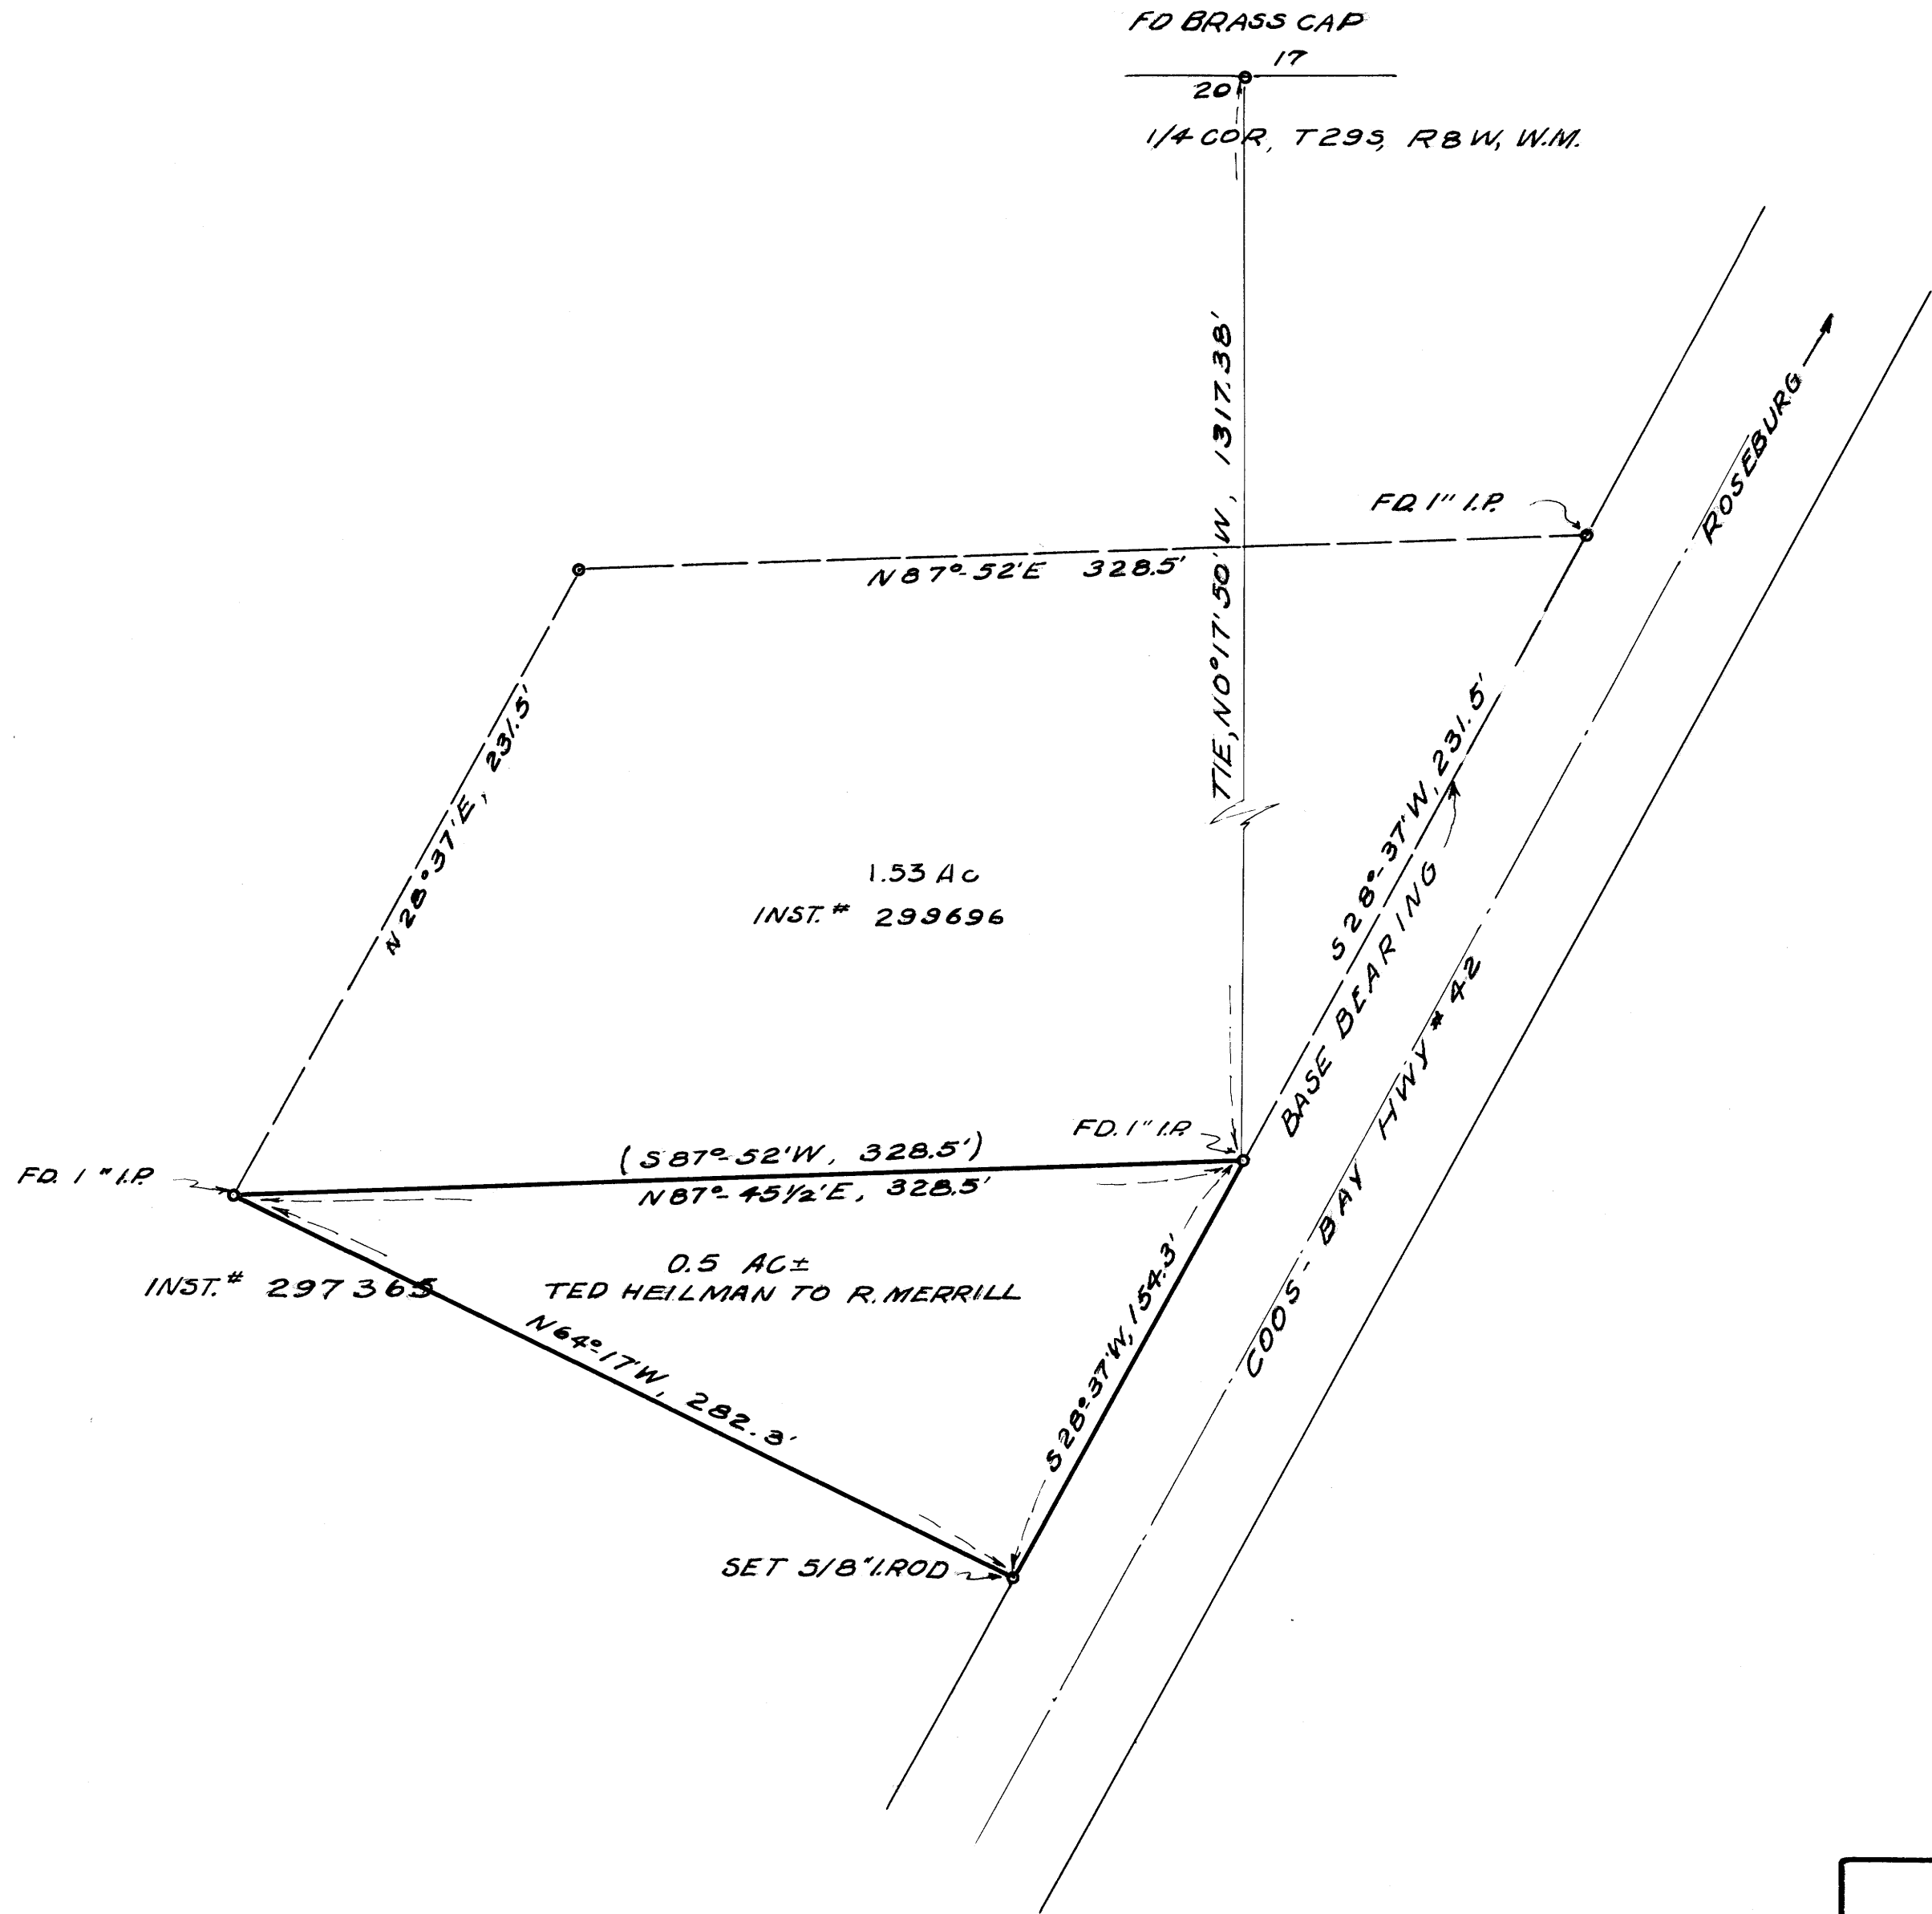 FD BRASS CAP
17
20
1/4 COR, T29S, R8W, W.M.
TIE, N0°17'50"W, 1317.38'
FD. 1" I.P.
ROSEBURG
N87°-52'E 328.5'
N28°-37'E, 231.5'
S28°-37'W, 231.5'
BASE BEARING
1.53 Ac
INST.# 299696
COOS-BAY HWY # 42
FD. 1" I.P.
(S87°-52'W, 328.5')
FD. 1" I.P.
N87°-45½'E, 328.5'
0.5 AC±
INST.# 297365
TED HEILMAN TO R. MERRILL
N64°-17'W, 282.3'
S28°-37'W, 154.3'
SET 5/8" I.ROD